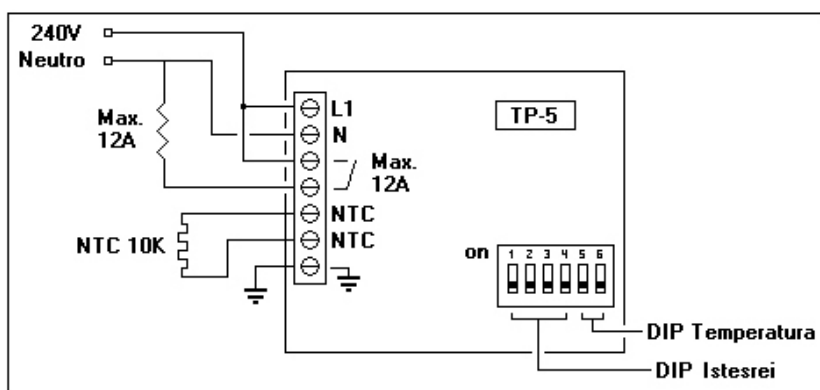 240V
Neutro
Max.
12A
L1
N
TP-5
Max.
12A
NTC
NTC
NTC 10K
on
1 2 3 4 5 6
DIP Temperatura
DIP Istesrei